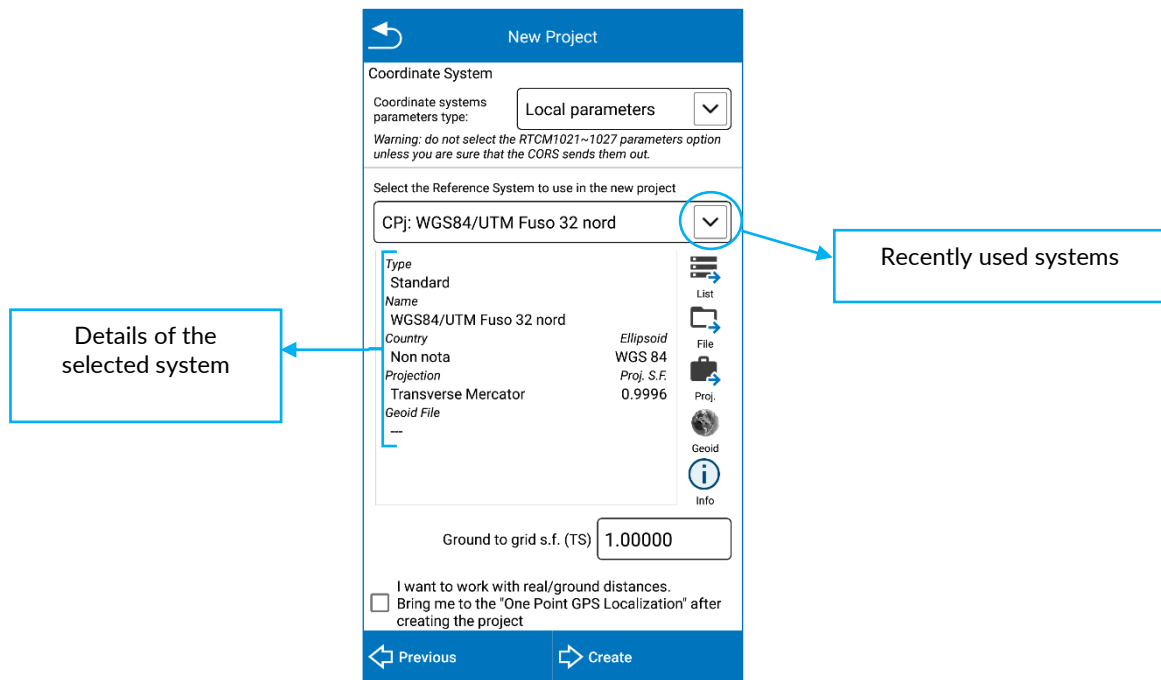 New Project
Coordinate System
Coordinate systems
parameters type:
Local parameters
Warning: do not select the RTCM1021~1027 parameters option
unless you are sure that the CORS sends them out.
Select the Reference System to use in the new project
CPj: WGS84/UTM Fuso 32 nord
Recently used systems
Details of the
selected system
Type
Standard
Name
WGS84/UTM Fuso 32 nord
Country Ellipsoid
Non nota WGS 84
Projection Proj. S.F.
Transverse Mercator 0.9996
Geoid File
---
List
File
Proj.
Geoid
Info
Ground to grid s.f. (TS) 1.00000
I want to work with real/ground distances.
Bring me to the "One Point GPS Localization" after
creating the project
Previous
Create